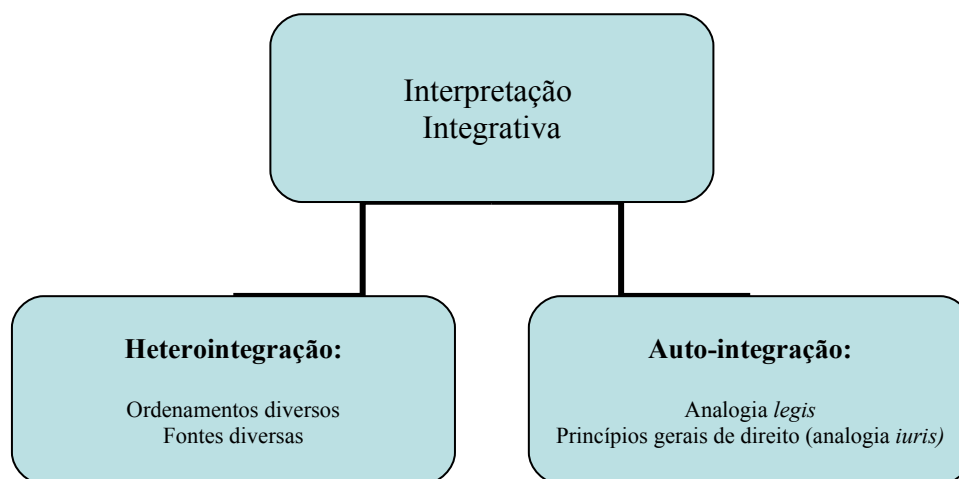 Interpretação
Integrativa
Heterointegração:
Ordenamentos diversos
Fontes diversas
Auto-integração:
Analogia legis
Princípios gerais de direito (analogia iuris)